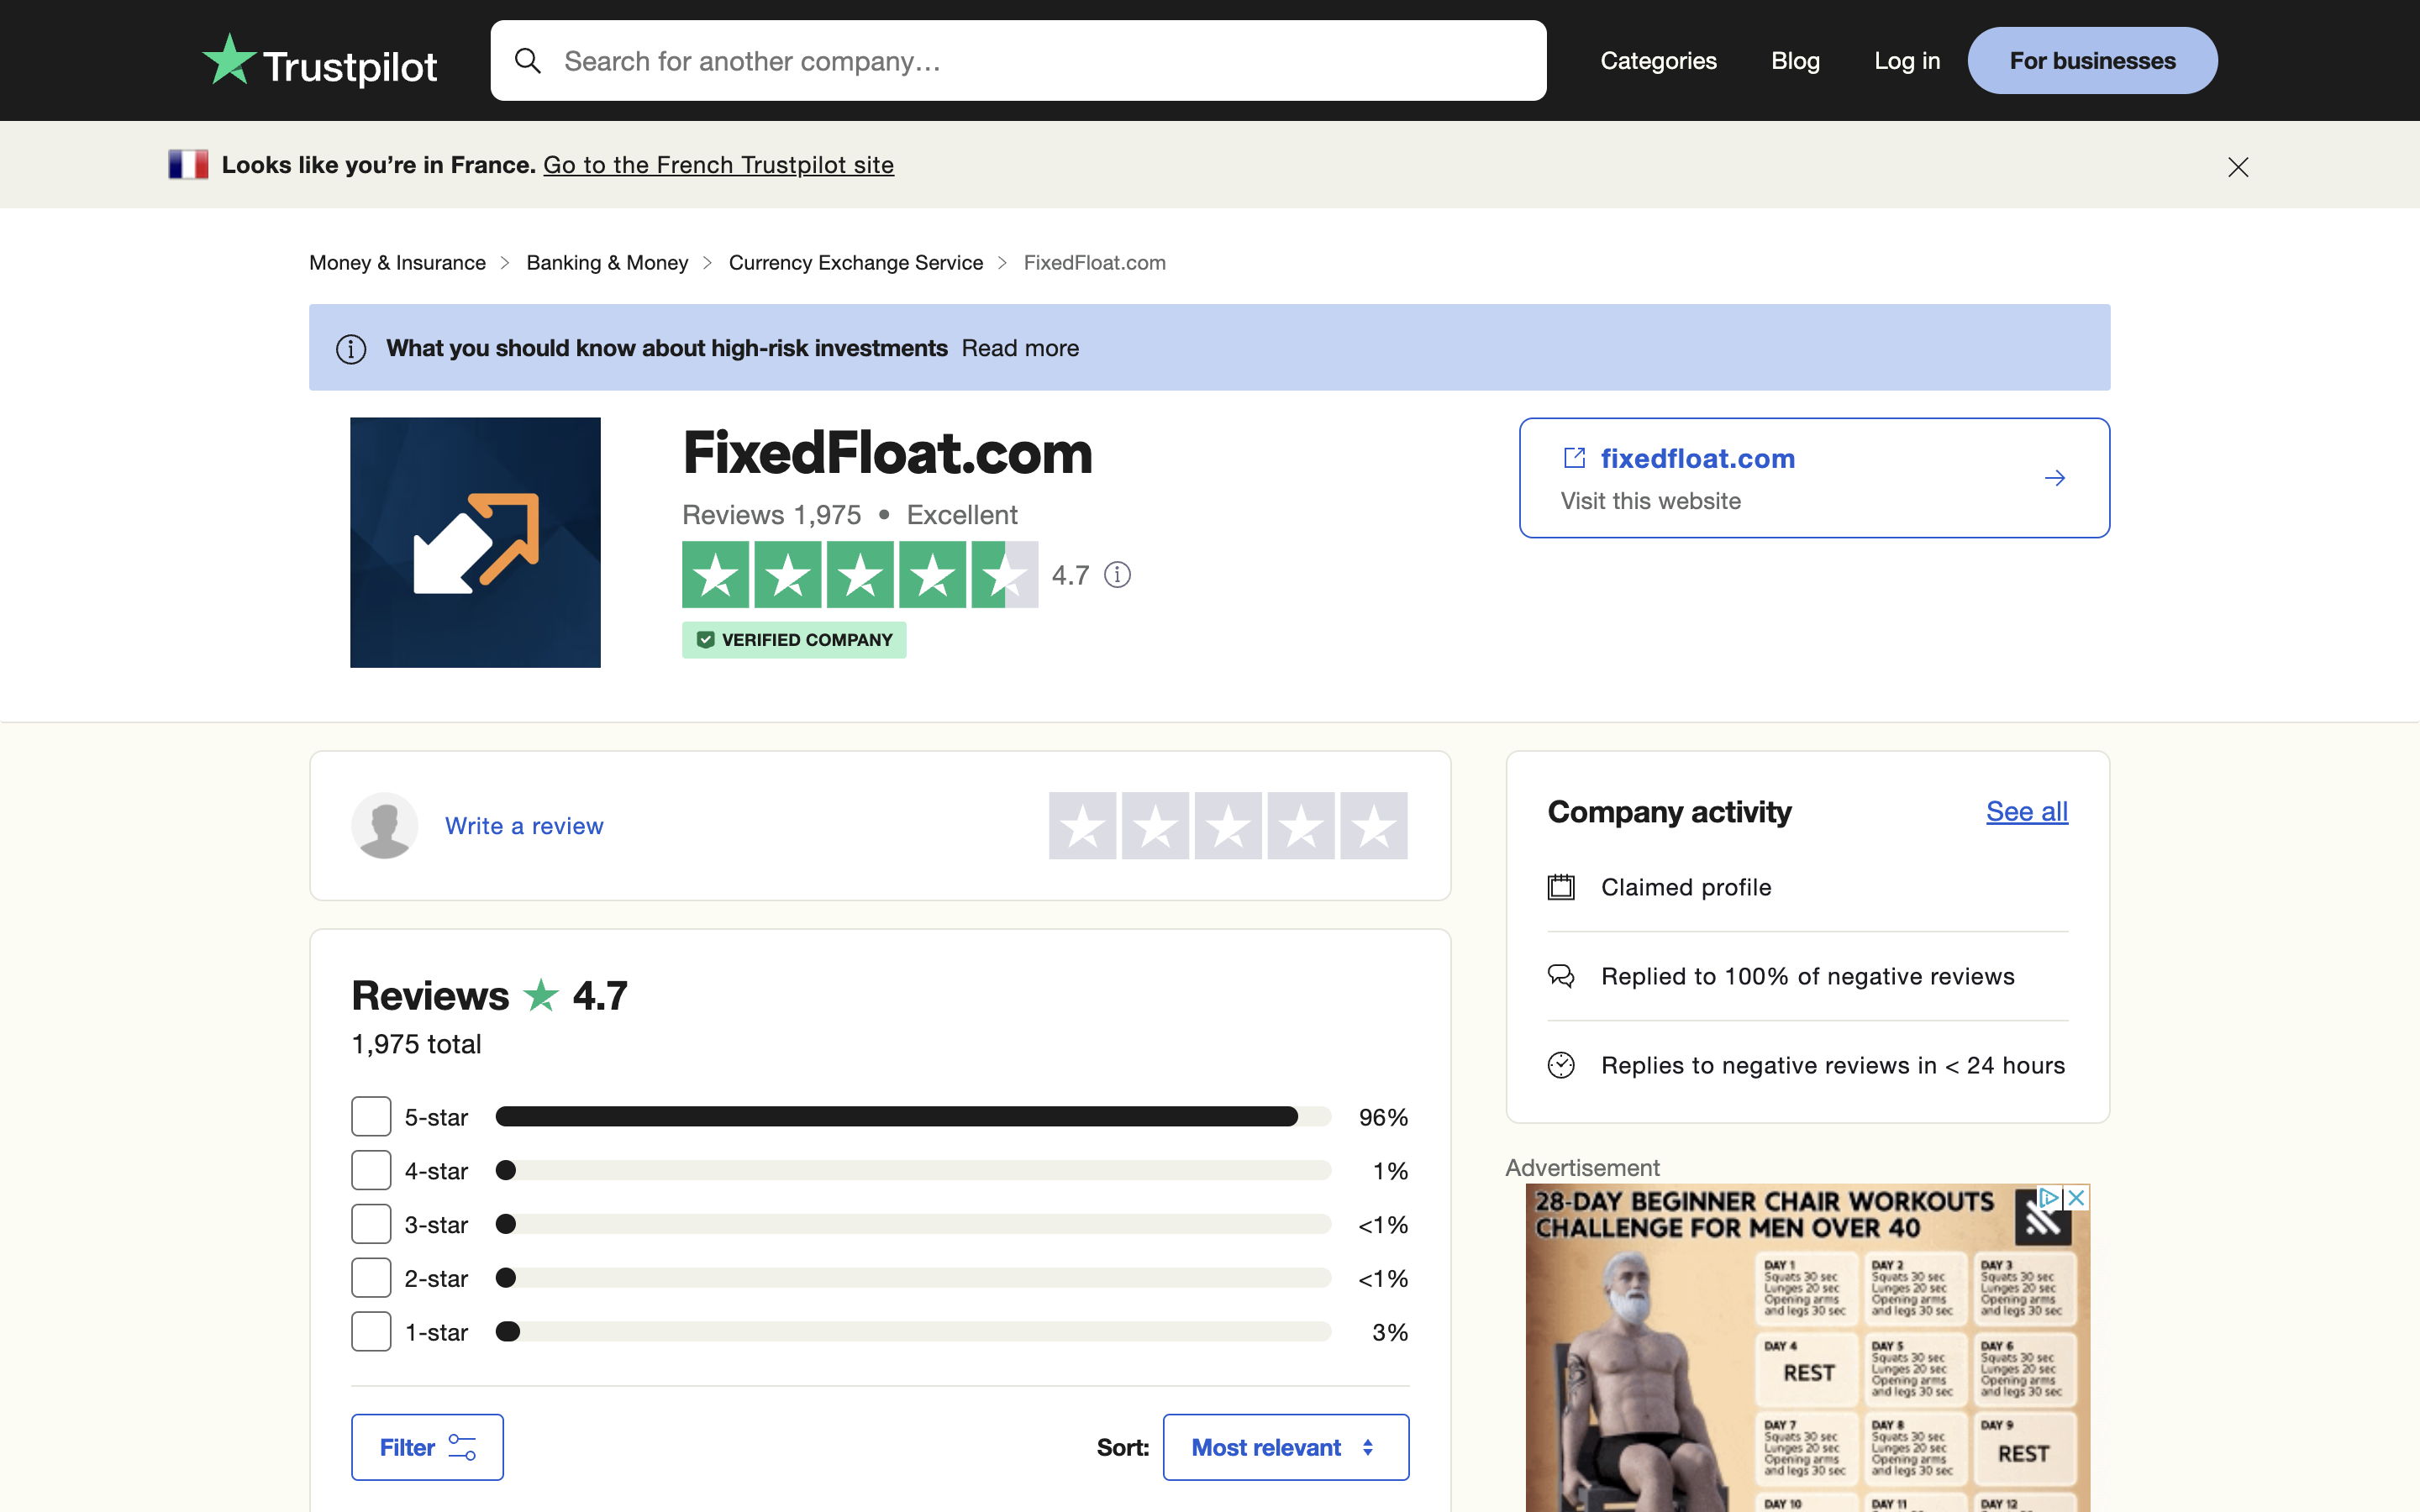 Trustpilot
Search for another company…
Categories
Blog
Log in
For businesses
Looks like you’re in France. Go to the French Trustpilot site
Money & Insurance > Banking & Money > Currency Exchange Service > FixedFloat.com
What you should know about high-risk investments Read more
FixedFloat.com
Reviews 1,975 • Excellent
4.7
VERIFIED COMPANY
fixedfloat.com
Visit this website
Write a review
Company activity
See all
Claimed profile
Replied to 100% of negative reviews
Replies to negative reviews in < 24 hours
Reviews 4.7
1,975 total
5-star 96%
4-star 1%
3-star <1%
2-star <1%
1-star 3%
Filter
Sort: Most relevant
Advertisement
28-DAY BEGINNER CHAIR WORKOUTS
CHALLENGE FOR MEN OVER 40
DAY 1
Squats 30 sec
Lunges 20 sec
Opening arms
and legs 30 sec
DAY 2
Squats 30 sec
Lunges 20 sec
Opening arms
and legs 30 sec
DAY 3
Squats 30 sec
Lunges 20 sec
Opening arms
and legs 30 sec
DAY 4
REST
DAY 5
Squats 30 sec
Lunges 20 sec
Opening arms
and legs 30 sec
DAY 6
Squats 30 sec
Lunges 20 sec
Opening arms
and legs 30 sec
DAY 7
Squats 30 sec
Lunges 20 sec
Opening arms
and legs 30 sec
DAY 8
Squats 30 sec
Lunges 20 sec
Opening arms
and legs 30 sec
DAY 9
REST
DAY 10
DAY 11
DAY 12